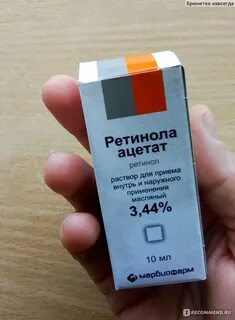 Брюнетка навсегда
Ретинола
ацетат
ретинол
раствор для приема
внутрь и наружного
применения
масляный
3,44%
10 мл
марбиофарм
IRECOMMEND.RU